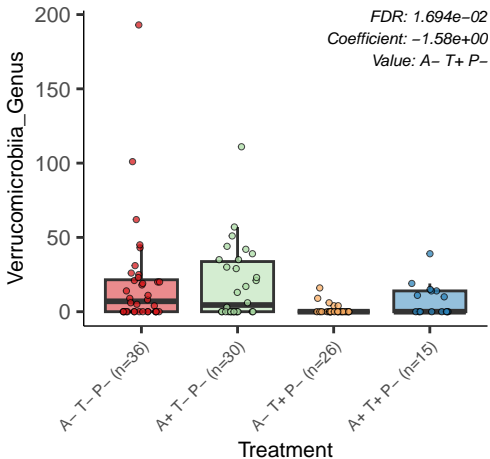 FDR: 1.694e−02
Coefficient: −1.58e+00
Value: A− T+ P−
Verrucomicrobiia_Genus
200
150
100
50
0
A− T− P− (n=36)
A+ T− P− (n=30)
A− T+ P− (n=26)
A+ T+ P− (n=15)
Treatment